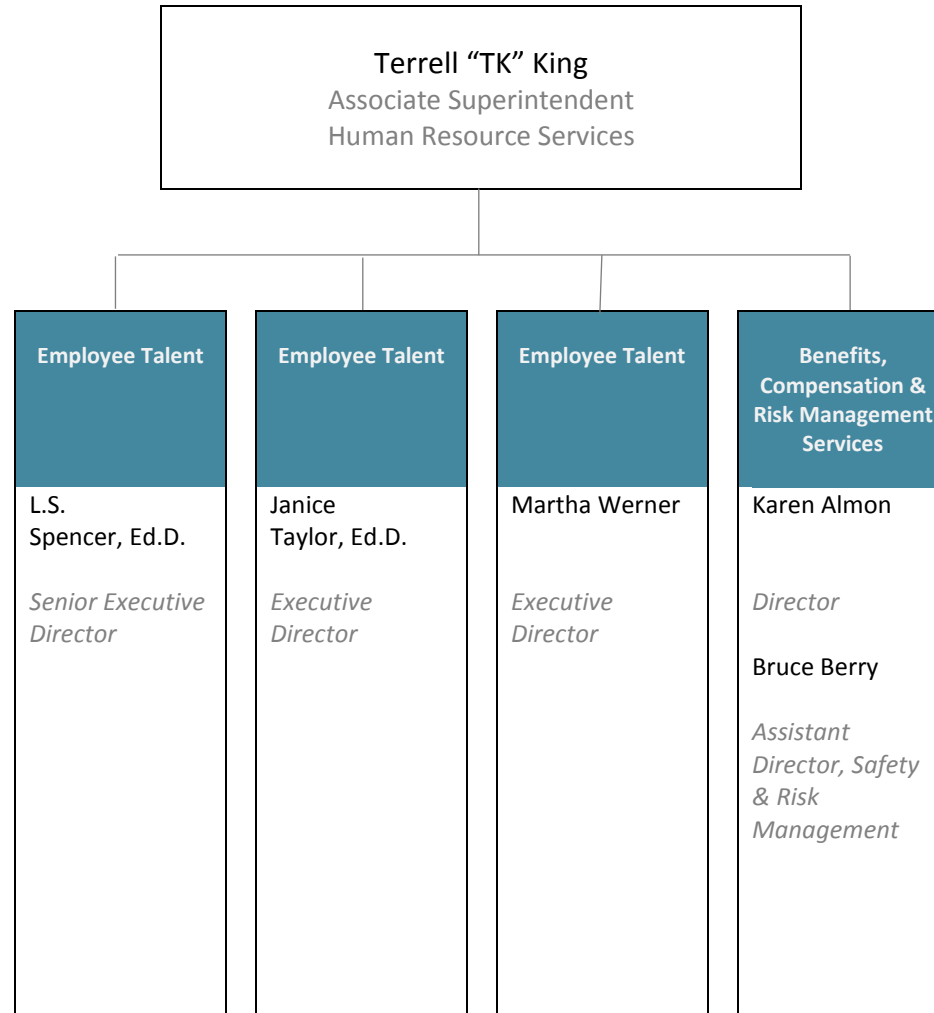 Terrell “TK” King
Associate Superintendent
Human Resource Services
Employee Talent
L.S.
Spencer, Ed.D.
Senior Executive
Director
Employee Talent
Janice
Taylor, Ed.D.
Executive
Director
Employee Talent
Martha Werner
Executive
Director
Benefits,
Compensation &
Risk Management
Services
Karen Almon
Director
Bruce Berry
Assistant
Director, Safety
& Risk
Management